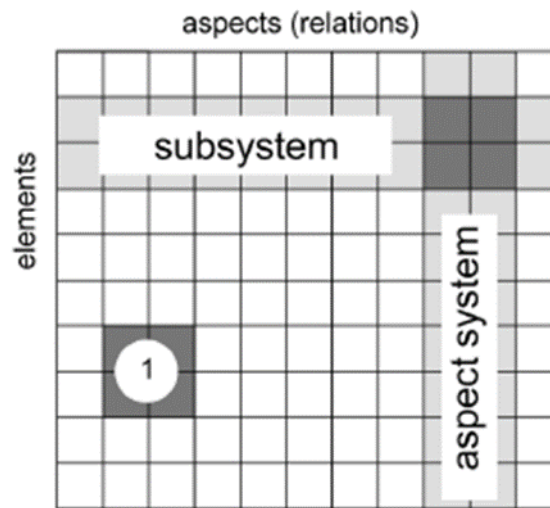 aspects (relations)
subsystem
elements
aspect system
1